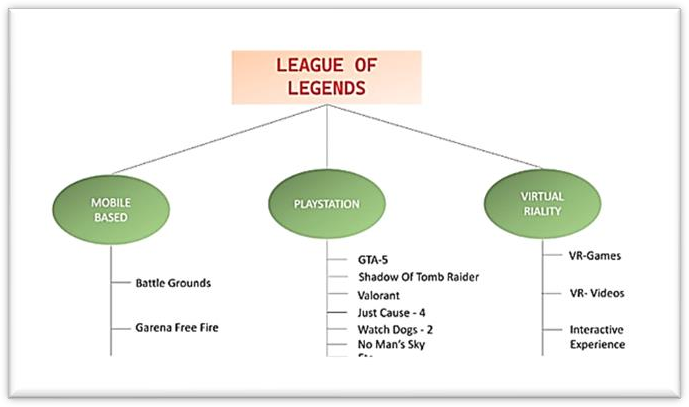 LEAGUE OF
LEGENDS
MOBILE
BASED
Battle Grounds
Garena Free Fire
PLAYSTATION
GTA-5
Shadow Of Tomb Raider
Valorant
Just Cause - 4
Watch Dogs - 2
No Man's Sky
VIRTUAL
RIALITY
VR-Games
VR- Videos
Interactive
Experience